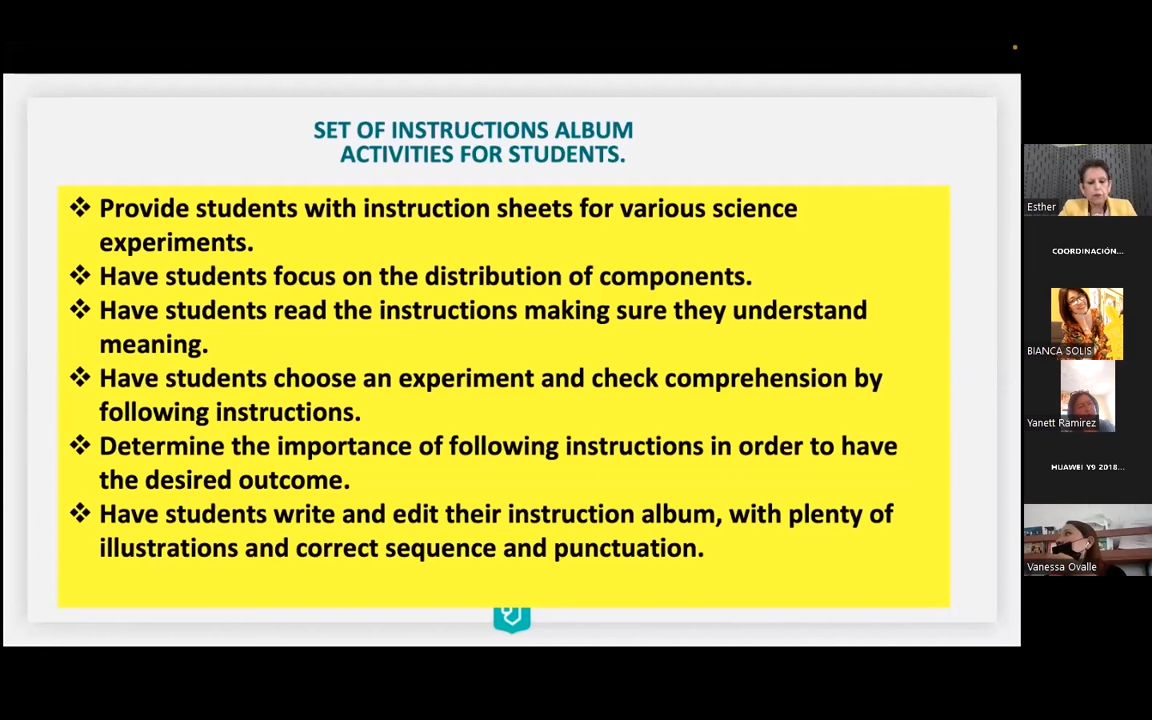 SET OF INSTRUCTIONS ALBUM
ACTIVITIES FOR STUDENTS.
❖ Provide students with instruction sheets for various science
experiments.
❖ Have students focus on the distribution of components.
❖ Have students read the instructions making sure they understand
meaning.
❖ Have students choose an experiment and check comprehension by
following instructions.
❖ Determine the importance of following instructions in order to have
the desired outcome.
❖ Have students write and edit their instruction album, with plenty of
illustrations and correct sequence and punctuation.
Esther
COORDINACIÓN...
BIANCA SOLIS
Yanett Ramirez
HUAWEI Y9 2018...
Vanessa Ovalle